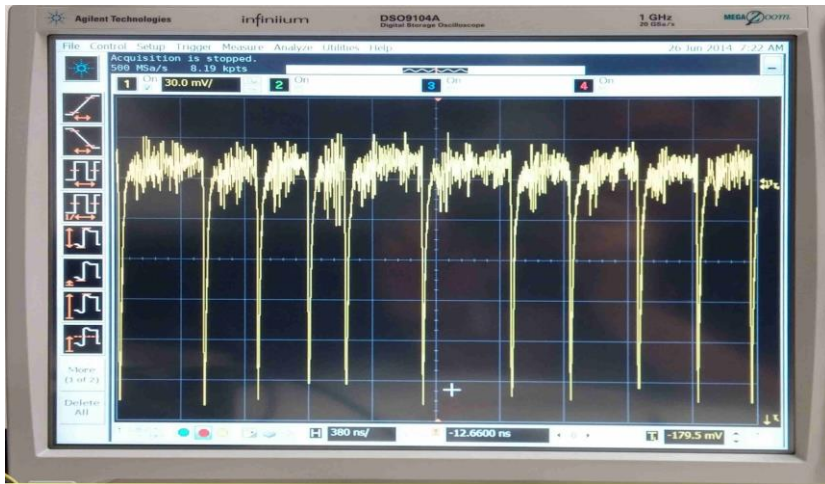 Agilent Technologies infiniium DSO9104A 1 GHz MEGA Zoom
Digital Storage Oscilloscope 20 GSa/s
File Control Setup Trigger Measure Analyze Utilities Help 26 Jun 2014 7:22 AM
Acquisition is stopped.
500 MSa/s 8.19 kpts
1 On 30.0 mV/ 2 On 3 On 4 On
More
(1 of 2)
Delete
All
H 380 ns/ -12.6600 ns T -179.5 mV